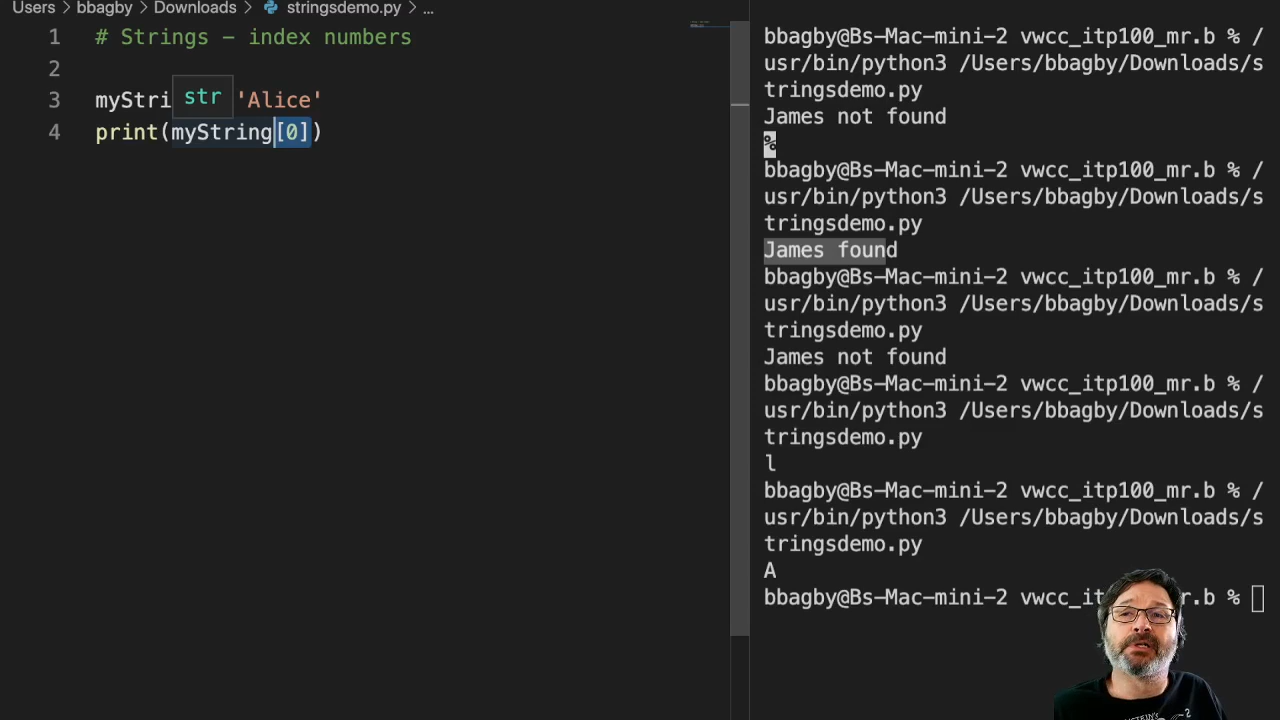 Users > bbagby > Downloads > stringsdemo.py > ...
1 # Strings - index numbers
2
3 myStri str 'Alice'
4 print(myString[0])
bbagby@Bs-Mac-mini-2 vwcc_itp100_mr.b % /
usr/bin/python3 /Users/bbagby/Downloads/s
tringsdemo.py
James not found
%
bbagby@Bs-Mac-mini-2 vwcc_itp100_mr.b % /
usr/bin/python3 /Users/bbagby/Downloads/s
tringsdemo.py
James found
bbagby@Bs-Mac-mini-2 vwcc_itp100_mr.b % /
usr/bin/python3 /Users/bbagby/Downloads/s
tringsdemo.py
James not found
bbagby@Bs-Mac-mini-2 vwcc_itp100_mr.b % /
usr/bin/python3 /Users/bbagby/Downloads/s
tringsdemo.py
l
bbagby@Bs-Mac-mini-2 vwcc_itp100_mr.b % /
usr/bin/python3 /Users/bbagby/Downloads/s
tringsdemo.py
A
bbagby@Bs-Mac-mini-2 vwcc_it r.b %